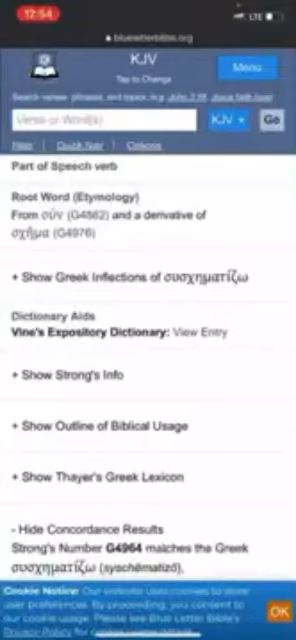 12:54
LTE
blueletterbible.org
KJV
Tap to Change
Menu
Search verses, phrases, and topics (e.g. John 3:16, Jesus faith love)
Verse or Word(s)
KJV
Go
Help | Quick Nav | Options
Part of Speech verb
Root Word (Etymology)
From σύν (G4862) and a derivative of
σχῆμα (G4976)
+ Show Greek Inflections of συσχηματίζω
Dictionary Aids
Vine's Expository Dictionary: View Entry
+ Show Strong's Info
+ Show Outline of Biblical Usage
+ Show Thayer's Greek Lexicon
- Hide Concordance Results
Strong's Number G4964 matches the Greek
συσχηματίζω (syschēmatizō),
Cookie Notice: Our website uses cookies to store
user preferences. By proceeding, you consent to
our cookie usage. Please see Blue Letter Bible's
Privacy Policy for
OK